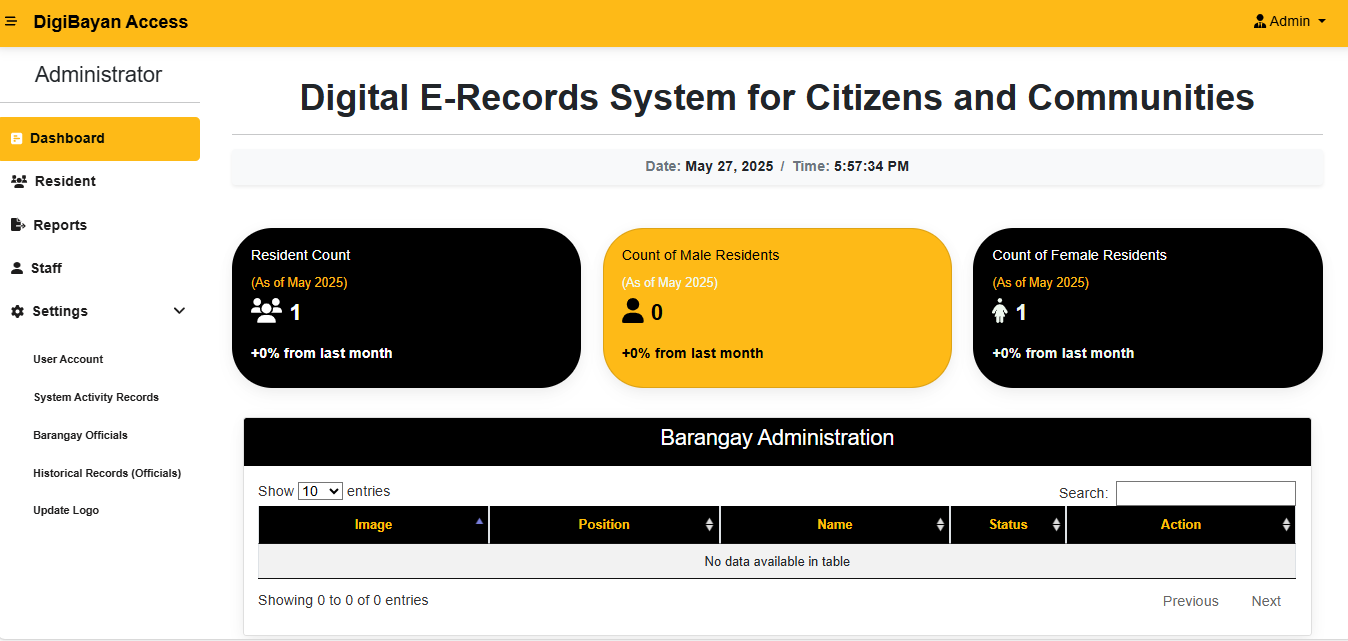 DigiBayan Access
Admin
Administrator
Digital E-Records System for Citizens and Communities
Date: May 27, 2025 / Time: 5:57:34 PM
Dashboard
Resident
Reports
Staff
Settings
User Account
System Activity Records
Barangay Officials
Historical Records (Officials)
Update Logo
Resident Count
(As of May 2025)
1
+0% from last month
Count of Male Residents
(As of May 2025)
0
+0% from last month
Count of Female Residents
(As of May 2025)
1
+0% from last month
Barangay Administration
Show 10 entries
Search:
Image Position Name Status Action
No data available in table
Showing 0 to 0 of 0 entries
Previous Next